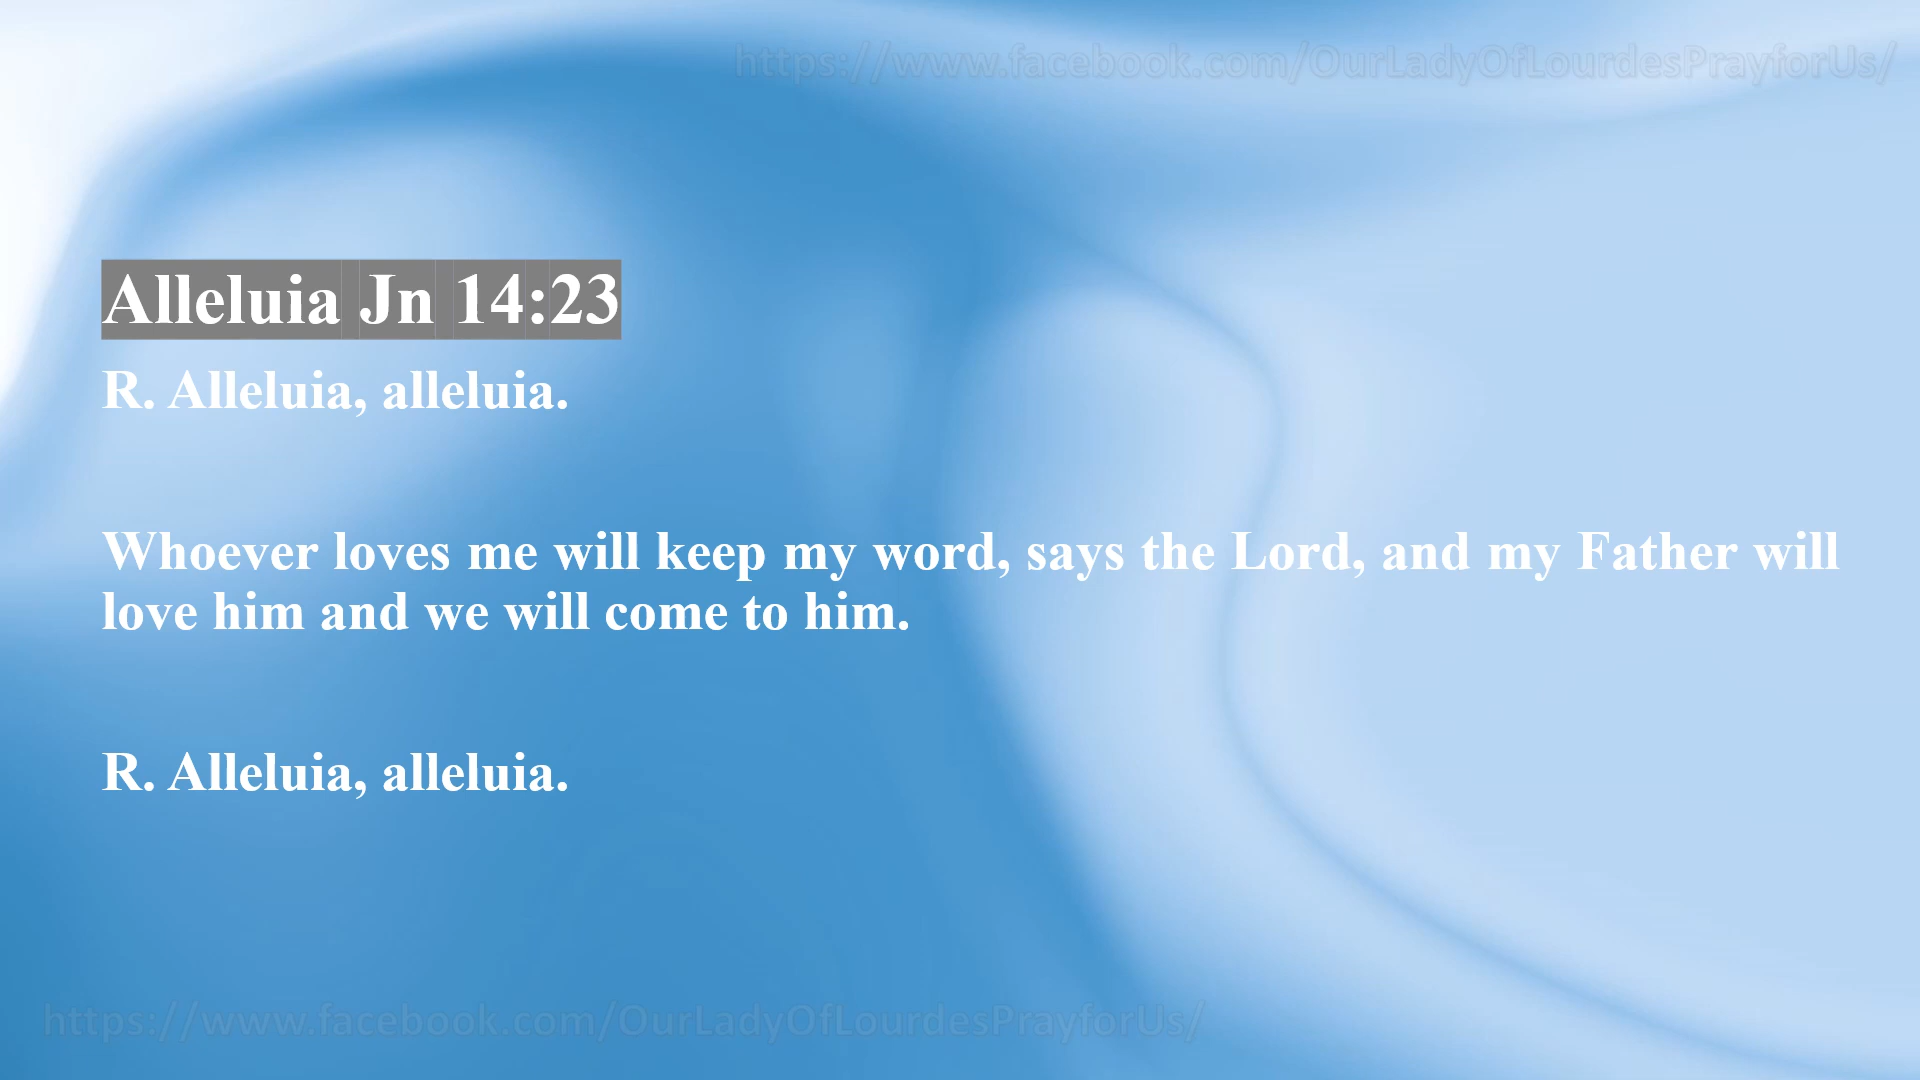 https://www.facebook.com/OurLadyOfLourdesPrayforUs/
Alleluia Jn 14:23
R. Alleluia, alleluia.
Whoever loves me will keep my word, says the Lord, and my Father will
love him and we will come to him.
R. Alleluia, alleluia.
https://www.facebook.com/OurLadyOfLourdesPrayforUs/